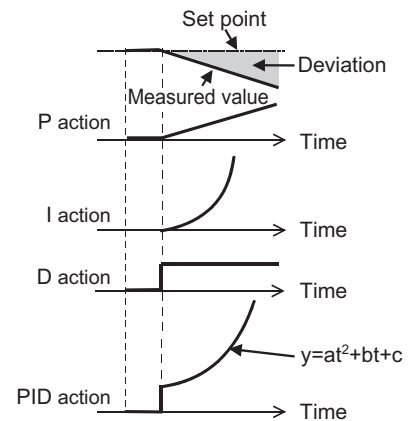 Set point
Deviation
Measured value
P action
Time
I action
Time
D action
Time
y=at²+bt+c
PID action
Time